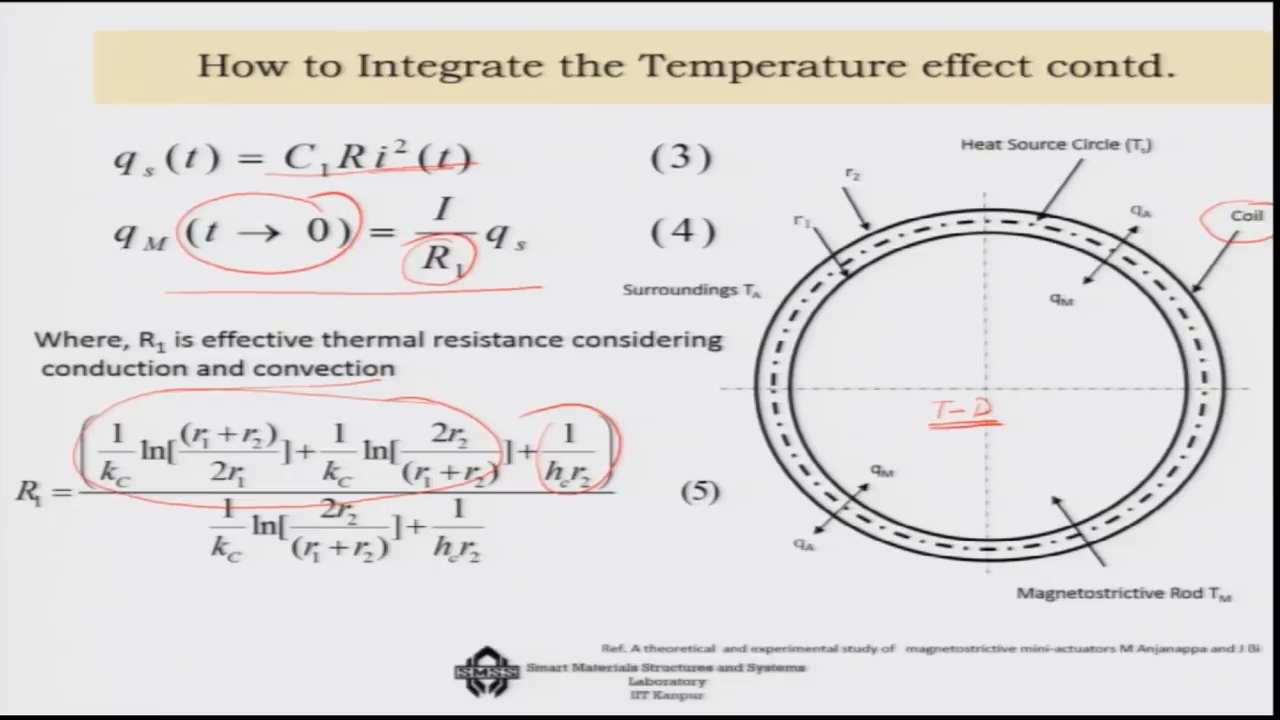 How to Integrate the Temperature effect contd.
q_s(t) = C_1 R i^2(t) (3)
q_M(t → 0) = I/R_1 q_s (4)
Where, R_1 is effective thermal resistance considering
conduction and convection
R_1 = [1/k_C ln[(r_1+r_2)/2r_1] + 1/k_C ln[2r_2/(r_1+r_2)] + 1/h_c r_2] / 1/k_C ln[2r_2/(r_1+r_2)] + 1/h_c r_2 (5)
Heat Source Circle (T_s)
r_2
r_1
q_A
Coil
Surroundings T_A
q_M
T-D
q_M
q_A
Magnetostrictive Rod T_M
Ref. A theoretical and experimental study of magnetostrictive mini-actuators M Anjanappa and J Bi
SMSS
Smart Materials Structures and Systems
Laboratory
IIT Kanpur